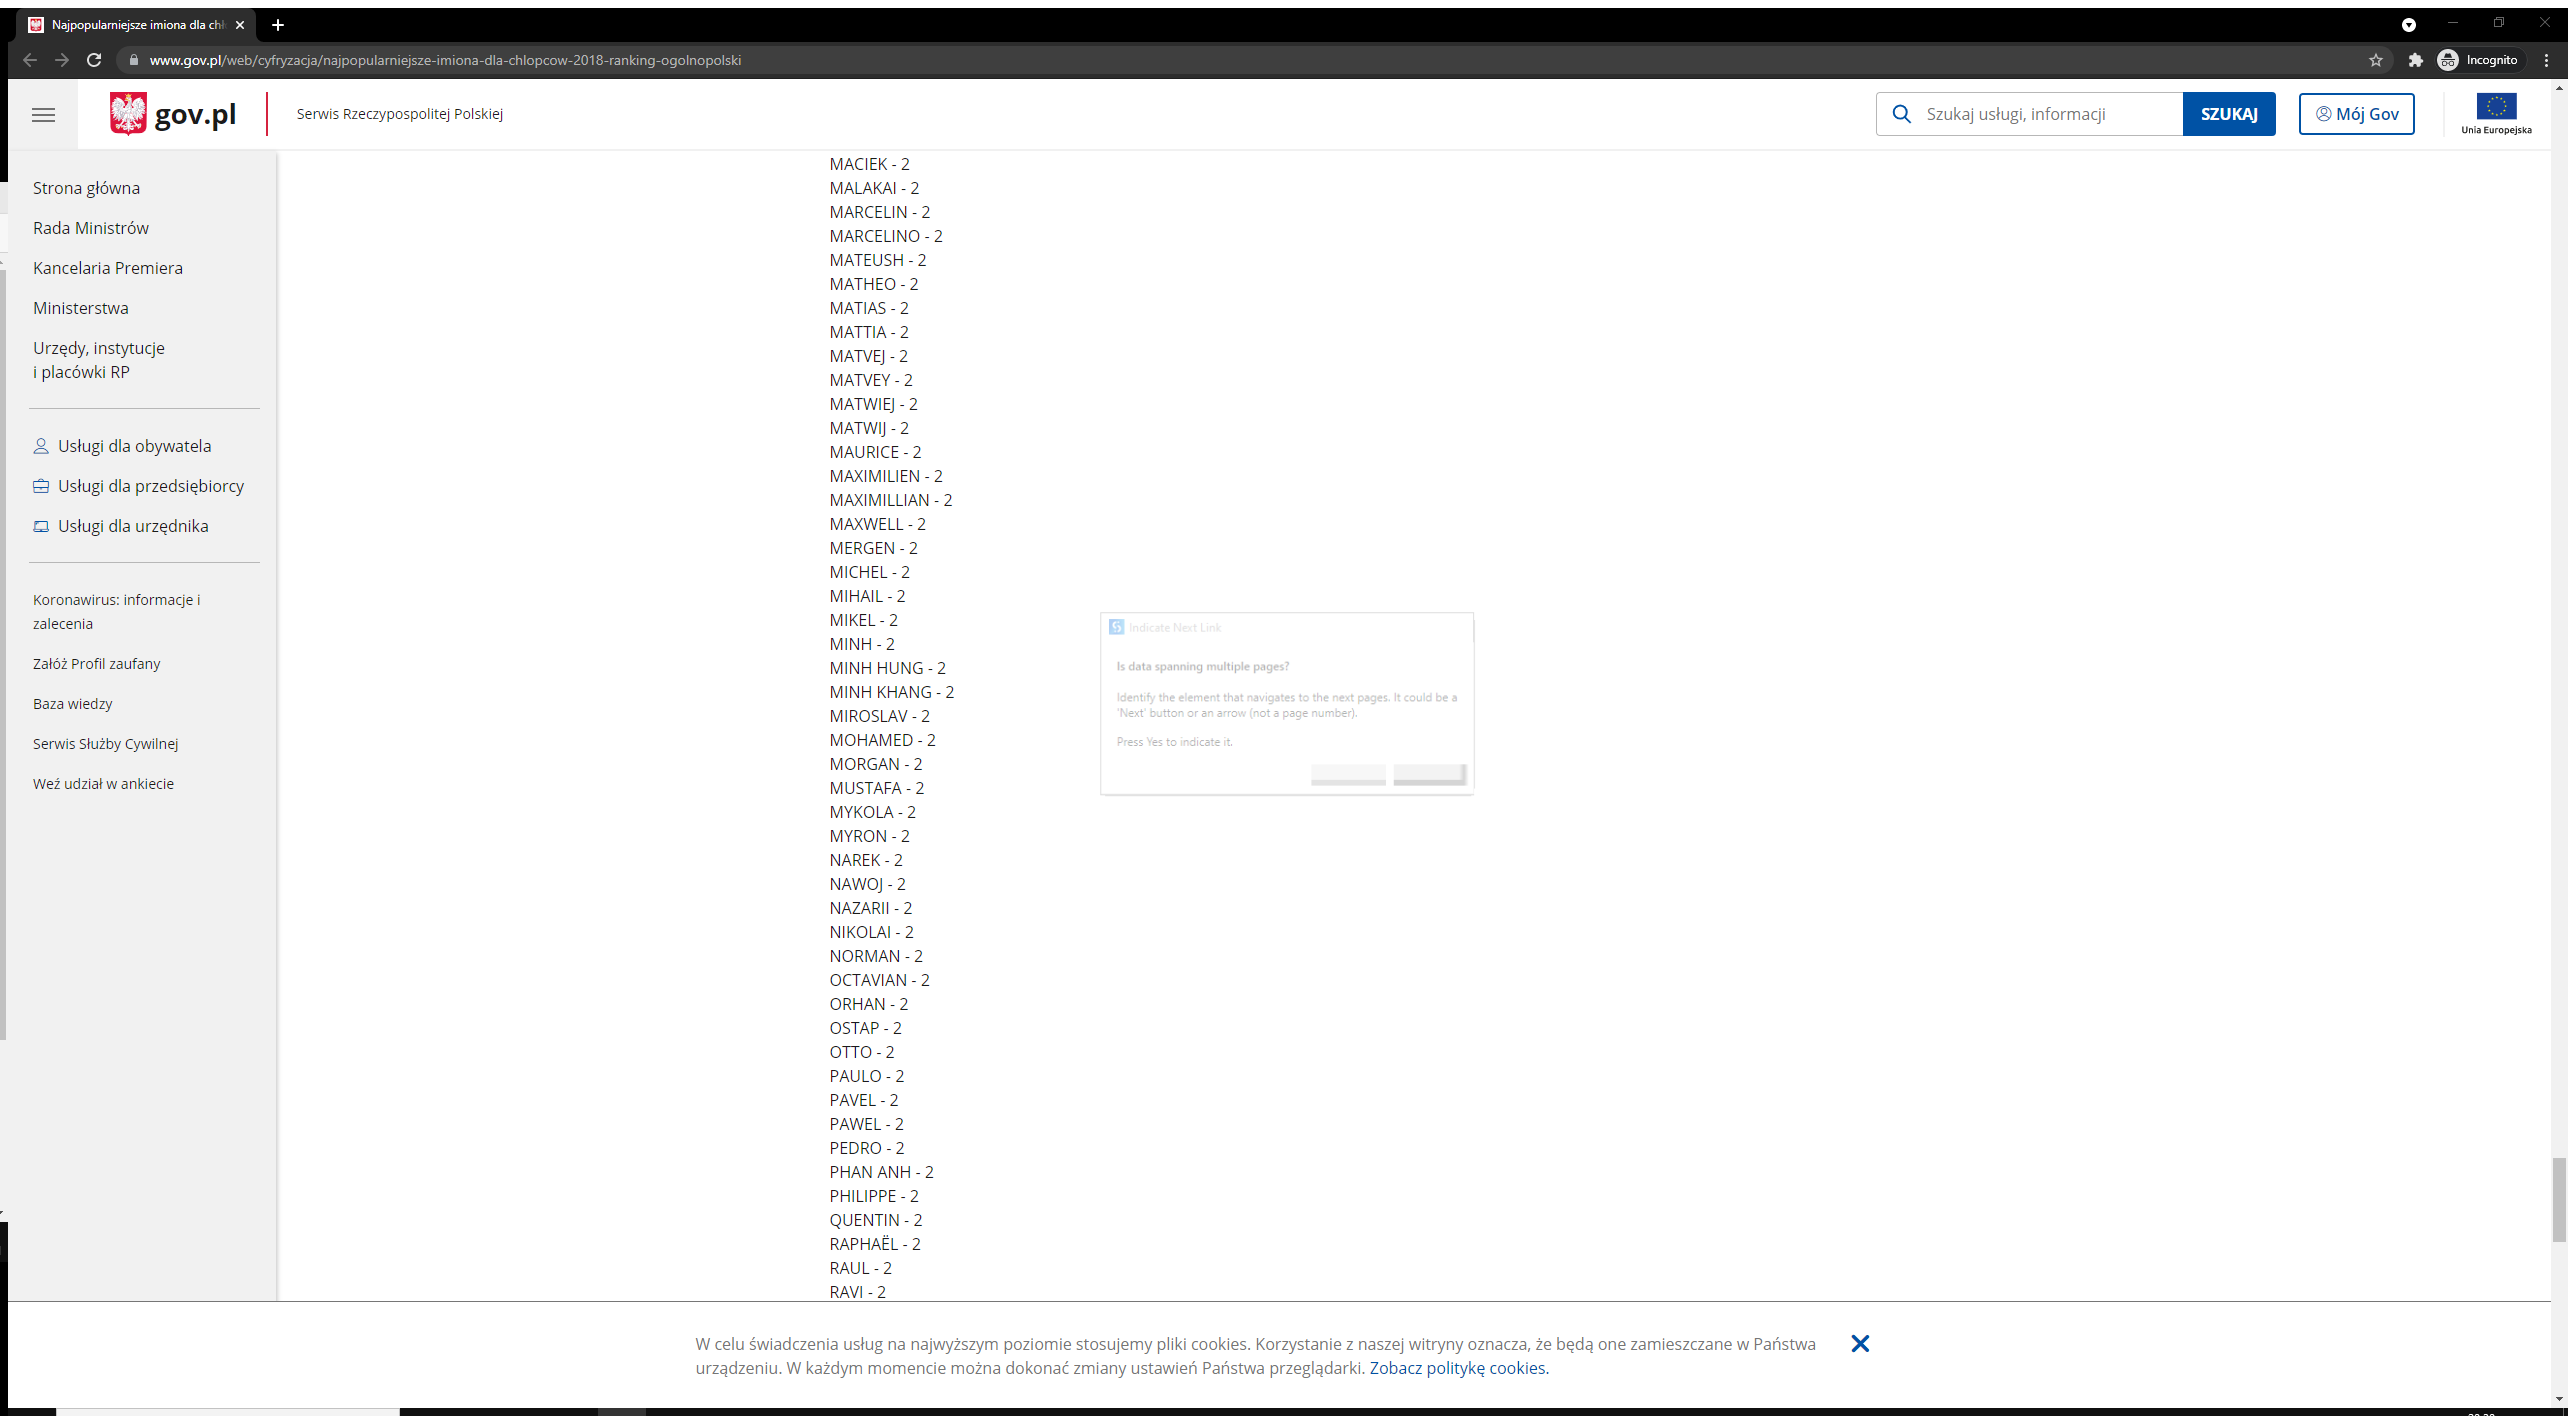 Najpopularniejsze imiona dla chł
www.gov.pl/web/cyfryzacja/najpopularniejsze-imiona-dla-chlopcow-2018-ranking-ogolnopolski
Incognito
gov.pl
Serwis Rzeczypospolitej Polskiej
Szukaj usługi, informacji
SZUKAJ
Mój Gov
Unia Europejska
Strona główna
Rada Ministrów
Kancelaria Premiera
Ministerstwa
Urzędy, instytucje
i placówki RP
Usługi dla obywatela
Usługi dla przedsiębiorcy
Usługi dla urzędnika
Koronawirus: informacje i
zalecenia
Załóż Profil zaufany
Baza wiedzy
Serwis Służby Cywilnej
Weź udział w ankiecie
MACIEK - 2
MALAKAI - 2
MARCELIN - 2
MARCELINO - 2
MATEUSH - 2
MATHEO - 2
MATIAS - 2
MATTIA - 2
MATVEJ - 2
MATVEY - 2
MATWIEJ - 2
MATWIJ - 2
MAURICE - 2
MAXIMILIEN - 2
MAXIMILLIAN - 2
MAXWELL - 2
MERGEN - 2
MICHEL - 2
MIHAIL - 2
MIKEL - 2
MINH - 2
MINH HUNG - 2
MINH KHANG - 2
MIROSLAV - 2
MOHAMED - 2
MORGAN - 2
MUSTAFA - 2
MYKOLA - 2
MYRON - 2
NAREK - 2
NAWOJ - 2
NAZARII - 2
NIKOLAI - 2
NORMAN - 2
OCTAVIAN - 2
ORHAN - 2
OSTAP - 2
OTTO - 2
PAULO - 2
PAVEL - 2
PAWEL - 2
PEDRO - 2
PHAN ANH - 2
PHILIPPE - 2
QUENTIN - 2
RAPHAËL - 2
RAUL - 2
RAVI - 2
Indicate Next Link
Is data spanning multiple pages?
Identify the element that navigates to the next pages. It could be a
'Next' button or an arrow (not a page number).
Press Yes to indicate it.
W celu świadczenia usług na najwyższym poziomie stosujemy pliki cookies. Korzystanie z naszej witryny oznacza, że będą one zamieszczane w Państwa
urządzeniu. W każdym momencie można dokonać zmiany ustawień Państwa przeglądarki. Zobacz politykę cookies.